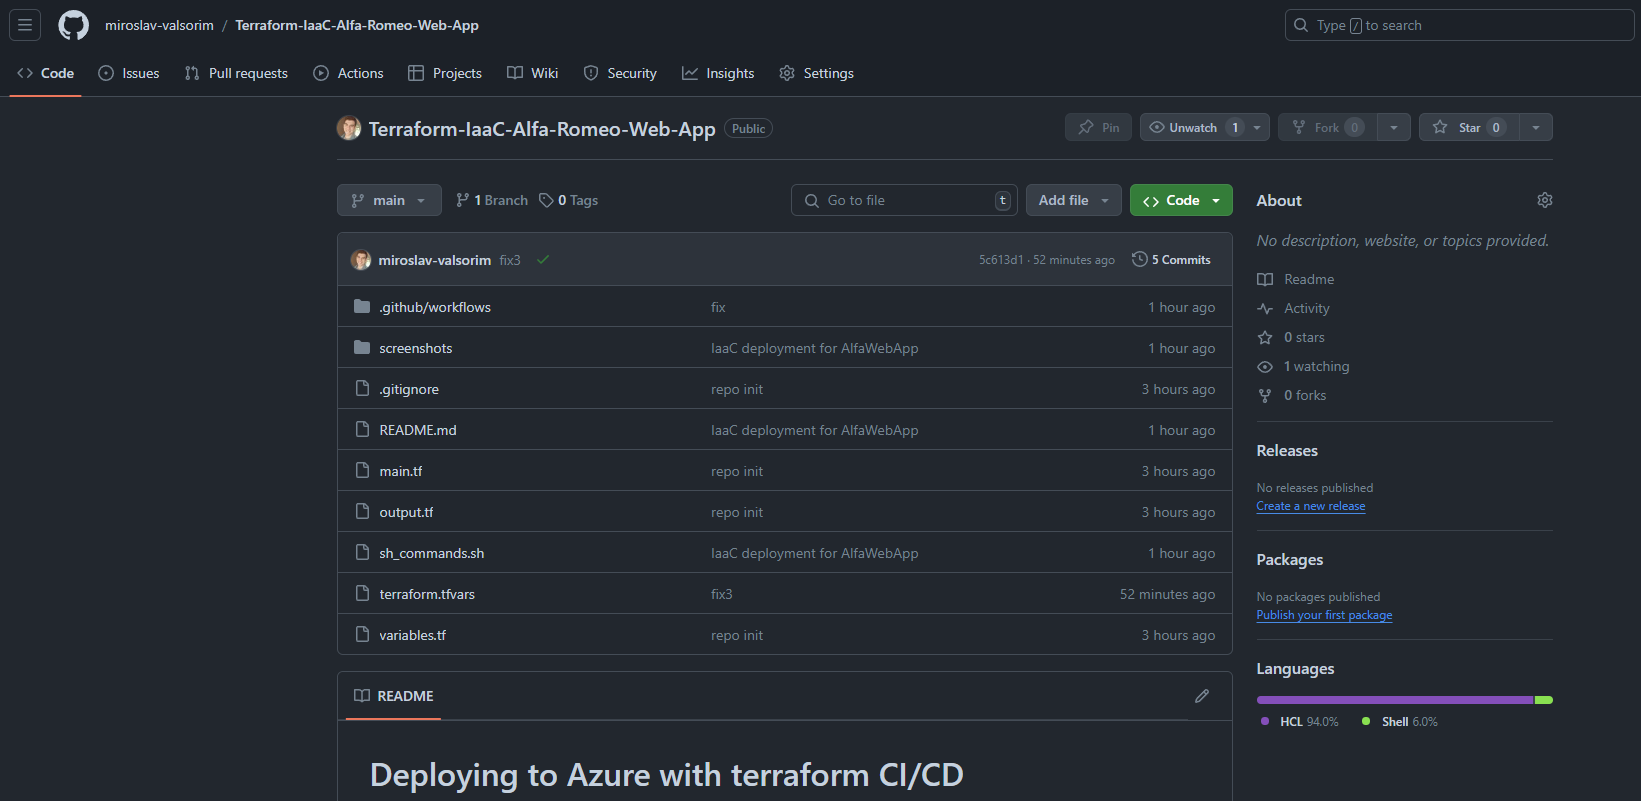 miroslav-valsorim / Terraform-IaaC-Alfa-Romeo-Web-App
Type / to search
Code Issues Pull requests Actions Projects Wiki Security Insights Settings
Terraform-IaaC-Alfa-Romeo-Web-App Public
Pin Unwatch 1 Fork 0 Star 0
main 1 Branch 0 Tags Go to file t Add file Code
miroslav-valsorim fix3 5c613d1 · 52 minutes ago 5 Commits
.github/workflows fix 1 hour ago
screenshots IaaC deployment for AlfaWebApp 1 hour ago
.gitignore repo init 3 hours ago
README.md IaaC deployment for AlfaWebApp 1 hour ago
main.tf repo init 3 hours ago
output.tf repo init 3 hours ago
sh_commands.sh IaaC deployment for AlfaWebApp 1 hour ago
terraform.tfvars fix3 52 minutes ago
variables.tf repo init 3 hours ago
README
Deploying to Azure with terraform CI/CD
About
No description, website, or topics provided.
Readme
Activity
0 stars
1 watching
0 forks
Releases
No releases published
Create a new release
Packages
No packages published
Publish your first package
Languages
HCL 94.0% Shell 6.0%